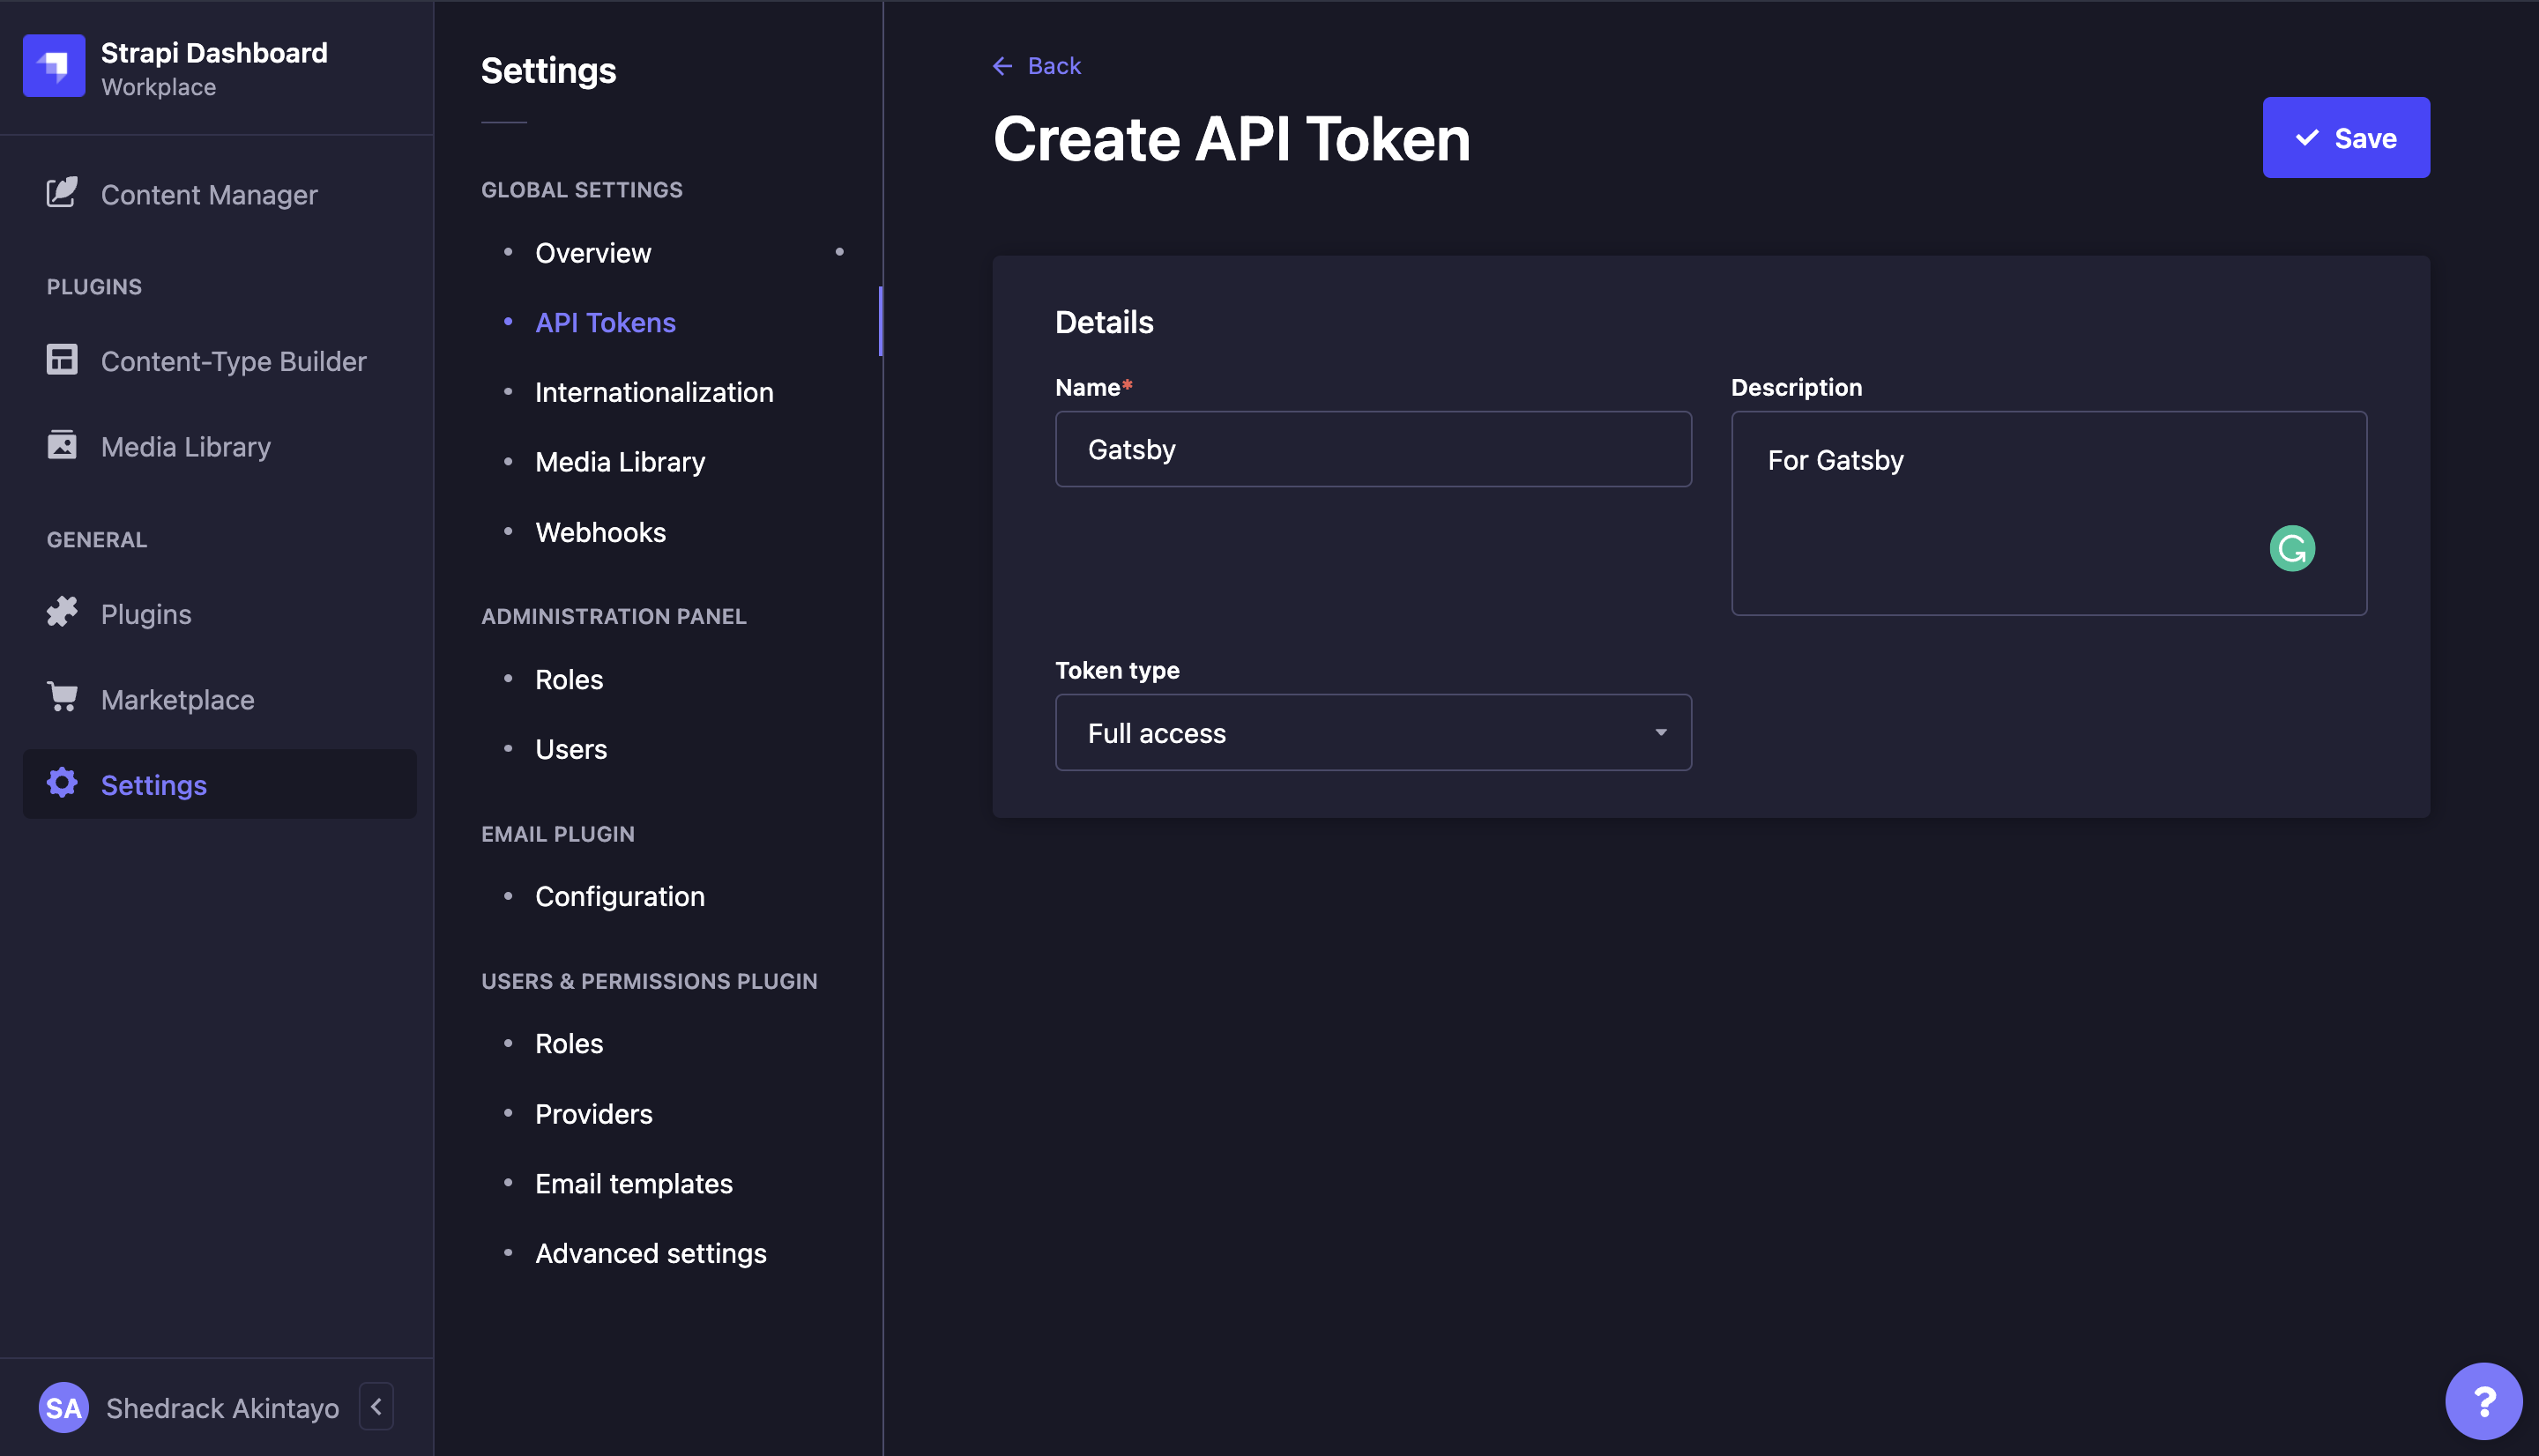 Strapi Dashboard
Workplace
Content Manager
PLUGINS
Content-Type Builder
Media Library
GENERAL
Plugins
Marketplace
Settings
SA
Shedrack Akintayo
Settings
GLOBAL SETTINGS
Overview
API Tokens
Internationalization
Media Library
Webhooks
ADMINISTRATION PANEL
Roles
Users
EMAIL PLUGIN
Configuration
USERS & PERMISSIONS PLUGIN
Roles
Providers
Email templates
Advanced settings
Back
Create API Token
Save
Details
Name*
Gatsby
Description
For Gatsby
Token type
Full access
?